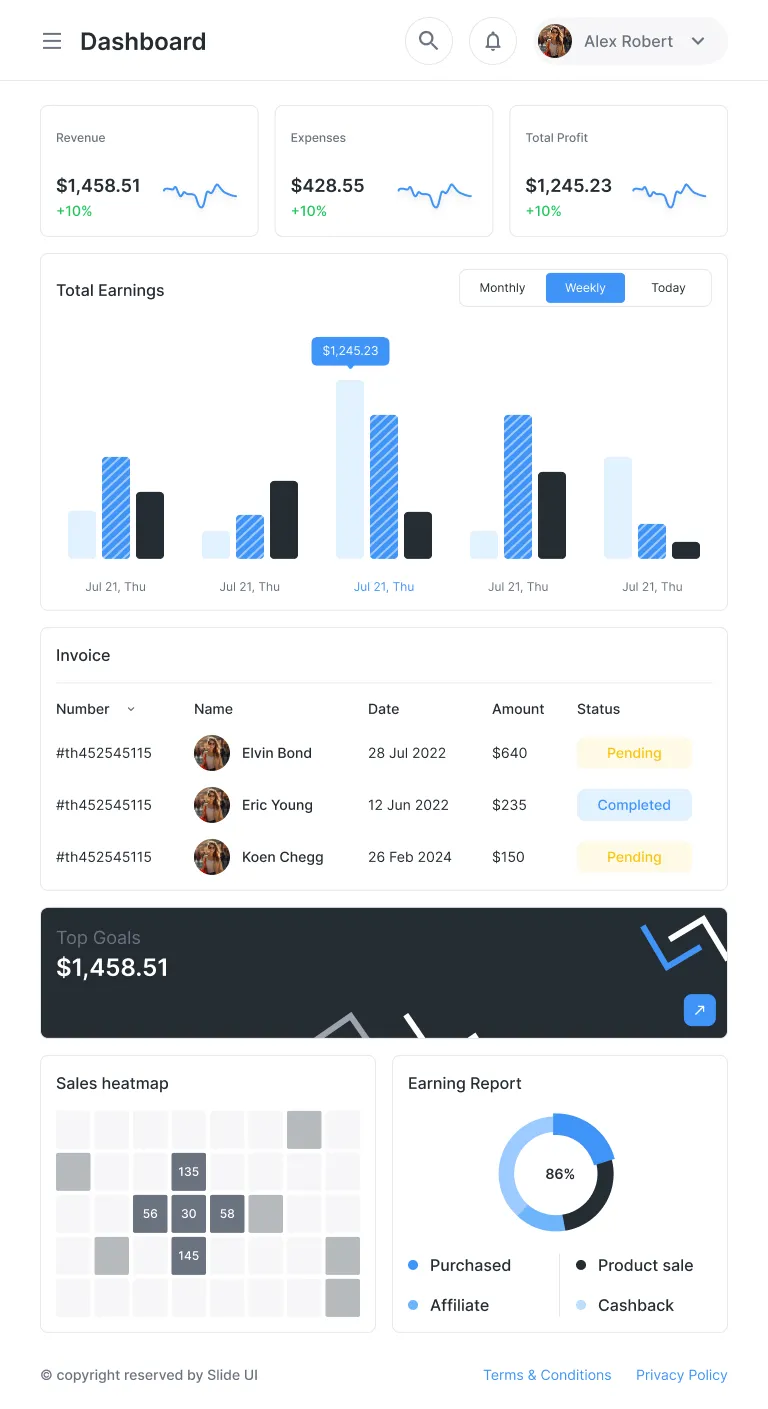 Dashboard
Alex Robert
Revenue
Expenses
Total Profit
$1,458.51
$428.55
$1,245.23
+10%
+10%
+10%
Total Earnings
Monthly
Weekly
Today
$1,245.23
Jul 21, Thu
Jul 21, Thu
Jul 21, Thu
Jul 21, Thu
Jul 21, Thu
Invoice
Number Name Date Amount Status
#th452545115 Elvin Bond 28 Jul 2022 $640 Pending
#th452545115 Eric Young 12 Jun 2022 $235 Completed
#th452545115 Koen Chegg 26 Feb 2024 $150 Pending
Top Goals
$1,458.51
Sales heatmap
135
56 30 58
145
Earning Report
86%
Purchased
Product sale
Affiliate
Cashback
© copyright reserved by Slide UI
Terms & Conditions
Privacy Policy